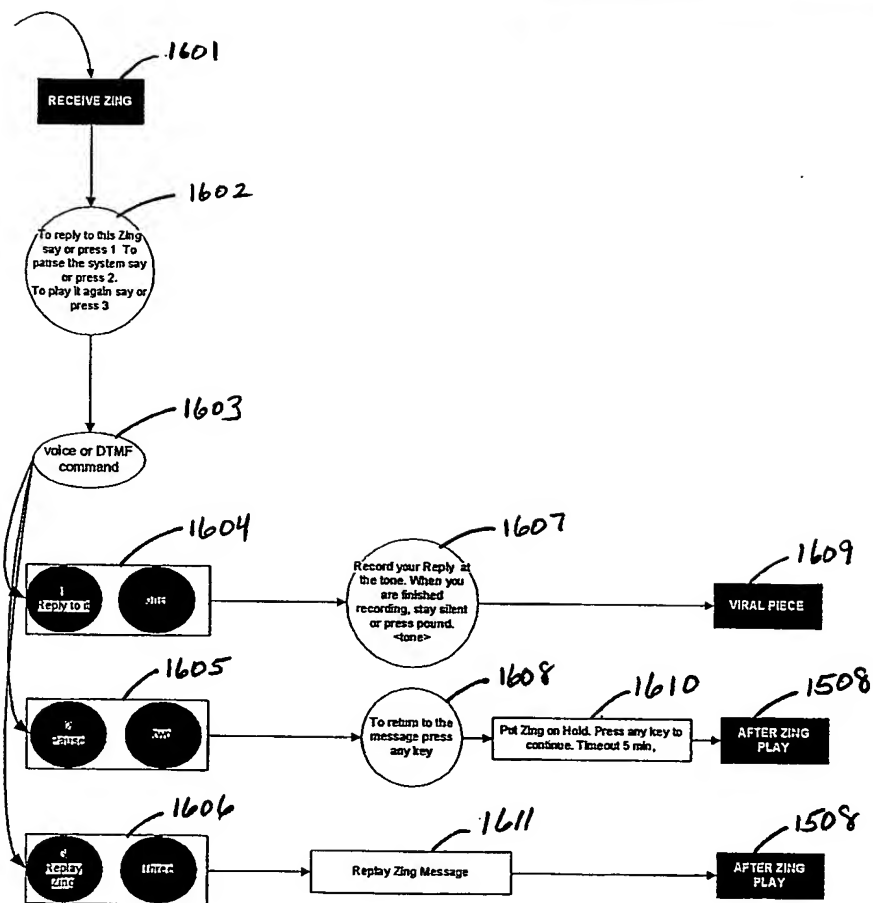 1601
RECEIVE ZING
1602
To reply to this Zing
say or press 1 To
pause the system say
or press 2.
To play it again say or
press 3
1603
voice or DTMF
command
1604
1
Reply to it
one
1607
Record your Reply at
the tone. When you
are finished
recording, stay silent
or press pound.
<tone>
1609
VIRAL PIECE
1605
Pause
two
1608
To return to the
message press
any key
1610
Put Zing on Hold. Press any key to
continue. Timeout 5 min,
1508
AFTER ZING
PLAY
1606
Replay
Zing
Three
1611
Replay Zing Message
1508
AFTER ZING
PLAY